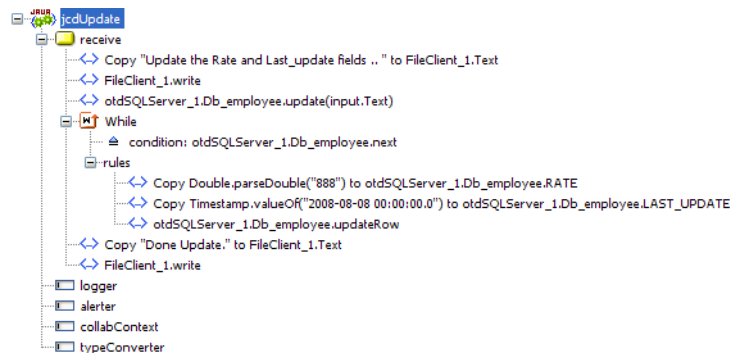 JAVA
jcdUpdate
receive
Copy "Update the Rate and Last_update fields .. " to FileClient_1.Text
FileClient_1.write
otdSQLServer_1.Db_employee.update(input.Text)
While
condition: otdSQLServer_1.Db_employee.next
rules
Copy Double.parseDouble("888") to otdSQLServer_1.Db_employee.RATE
Copy Timestamp.valueOf("2008-08-08 00:00:00.0") to otdSQLServer_1.Db_employee.LAST_UPDATE
otdSQLServer_1.Db_employee.updateRow
Copy "Done Update." to FileClient_1.Text
FileClient_1.write
logger
alerter
collabContext
typeConverter